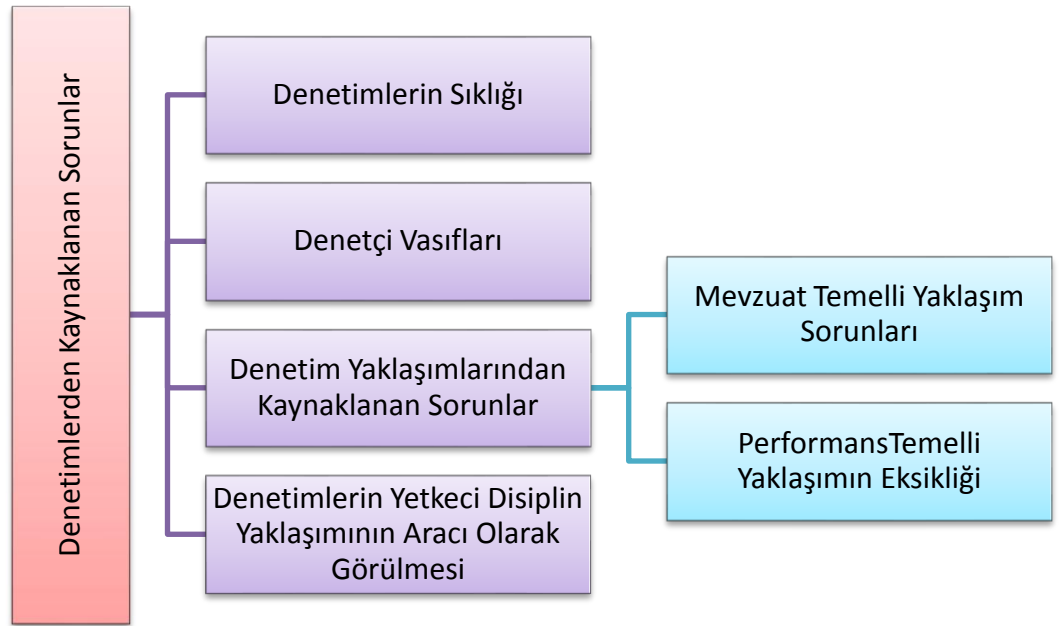 Denetimlerden Kaynaklanan Sorunlar
Denetimlerin Sıklığı
Denetçi Vasıfları
Denetim Yaklaşımlarından
Kaynaklanan Sorunlar
Mevzuat Temelli Yaklaşım
Sorunları
PerformansTemelli
Yaklaşımın Eksikliği
Denetimlerin Yetkeci Disiplin
Yaklaşımının Aracı Olarak
Görülmesi